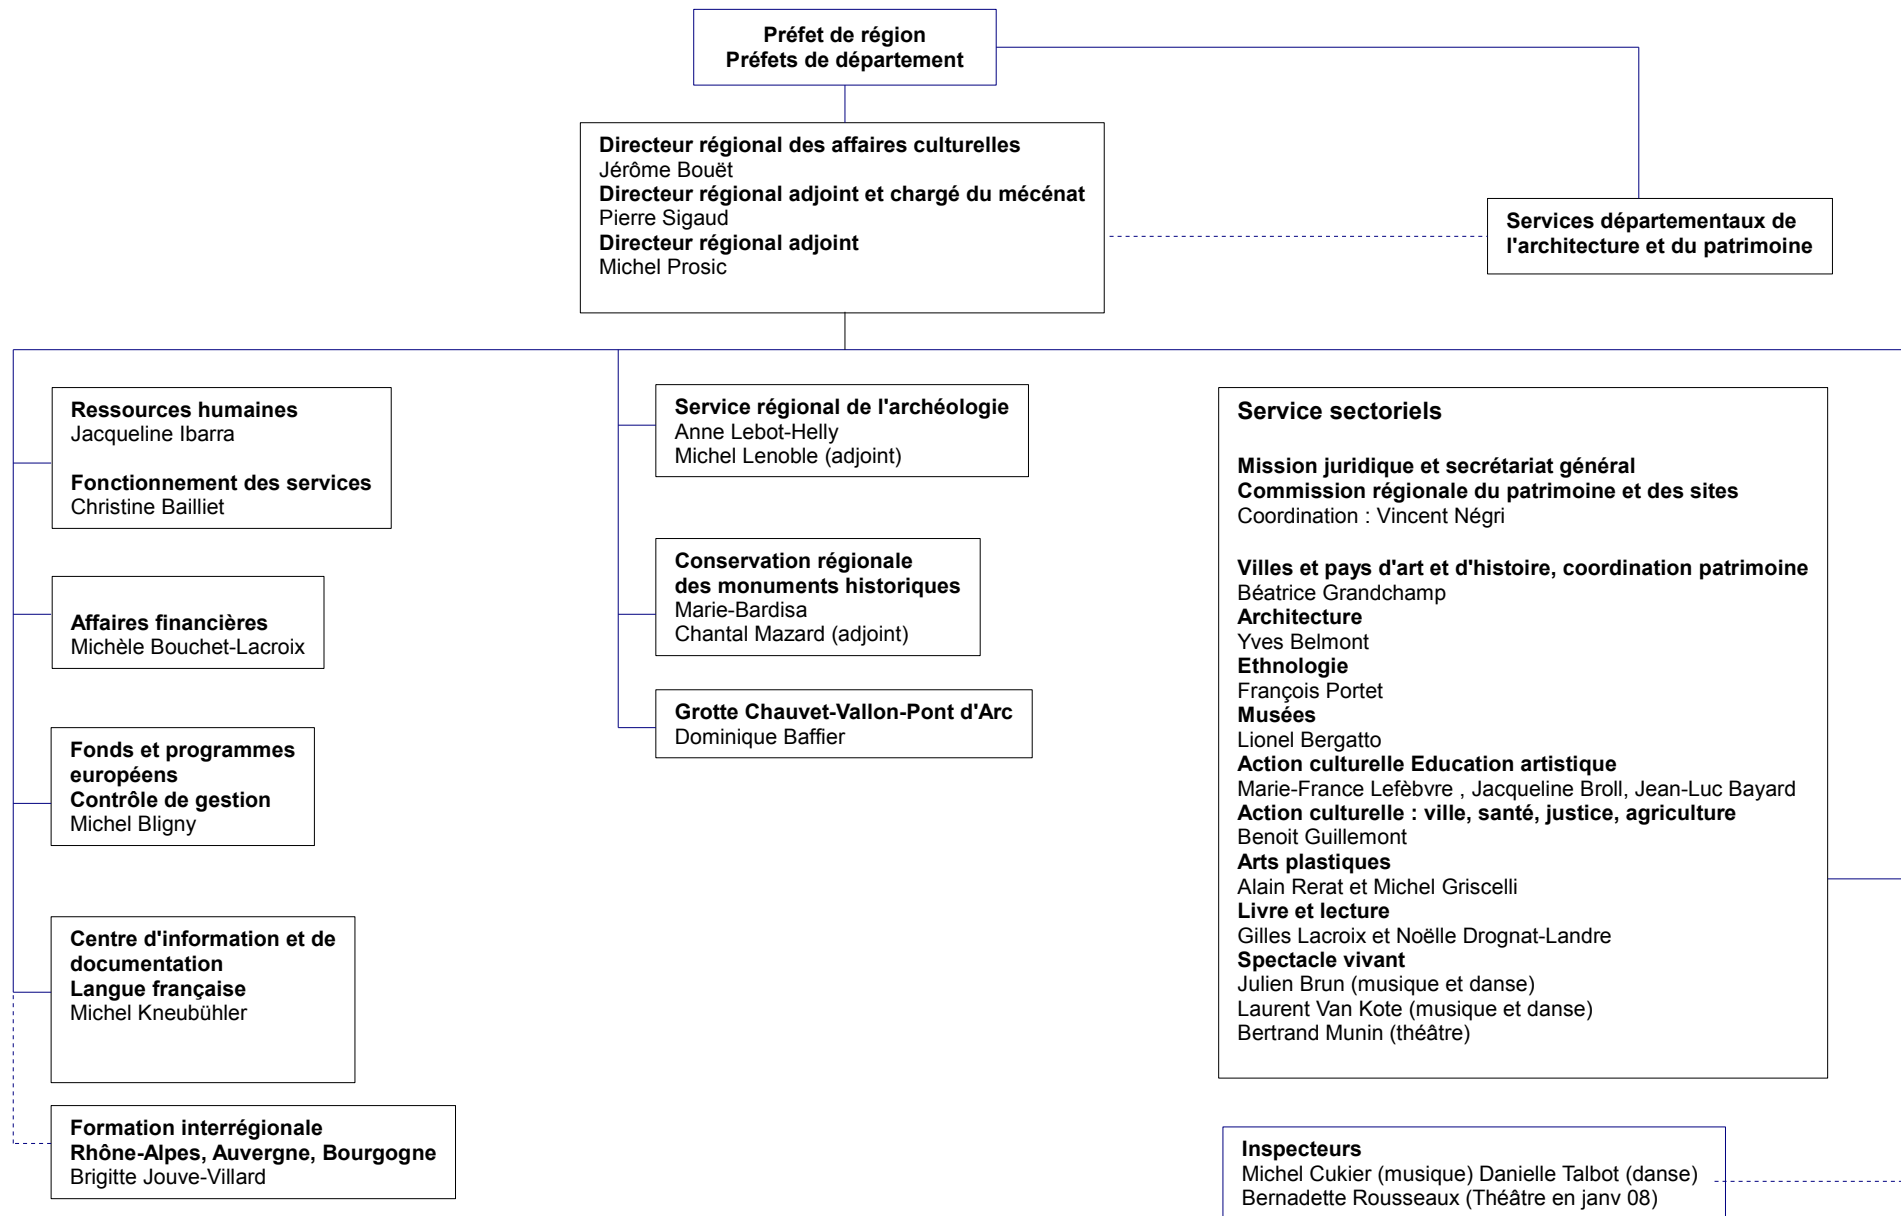 Préfet de région
Préfets de département
Directeur régional des affaires culturelles
Jérôme Bouët
Directeur régional adjoint et chargé du mécénat
Pierre Sigaud
Directeur régional adjoint
Michel Prosic
Services départementaux de
l'architecture et du patrimoine
Ressources humaines
Jacqueline Ibarra
Fonctionnement des services
Christine Bailliet
Affaires financières
Michèle Bouchet-Lacroix
Fonds et programmes
européens
Contrôle de gestion
Michel Bligny
Centre d'information et de
documentation
Langue française
Michel Kneubühler
Formation interrégionale
Rhône-Alpes, Auvergne, Bourgogne
Brigitte Jouve-Villard
Service régional de l'archéologie
Anne Lebot-Helly
Michel Lenoble (adjoint)
Conservation régionale
des monuments historiques
Marie-Bardisa
Chantal Mazard (adjoint)
Grotte Chauvet-Vallon-Pont d'Arc
Dominique Baffier
Service sectoriels
Mission juridique et secrétariat général
Commission régionale du patrimoine et des sites
Coordination : Vincent Négri
Villes et pays d'art et d'histoire, coordination patrimoine
Béatrice Grandchamp
Architecture
Yves Belmont
Ethnologie
François Portet
Musées
Lionel Bergatto
Action culturelle Education artistique
Marie-France Lefèbvre , Jacqueline Broll, Jean-Luc Bayard
Action culturelle : ville, santé, justice, agriculture
Benoit Guillemont
Arts plastiques
Alain Rerat et Michel Griscelli
Livre et lecture
Gilles Lacroix et Noëlle Drognat-Landre
Spectacle vivant
Julien Brun (musique et danse)
Laurent Van Kote (musique et danse)
Bertrand Munin (théâtre)
Inspecteurs
Michel Cukier (musique) Danielle Talbot (danse)
Bernadette Rousseaux (Théâtre en janv 08)